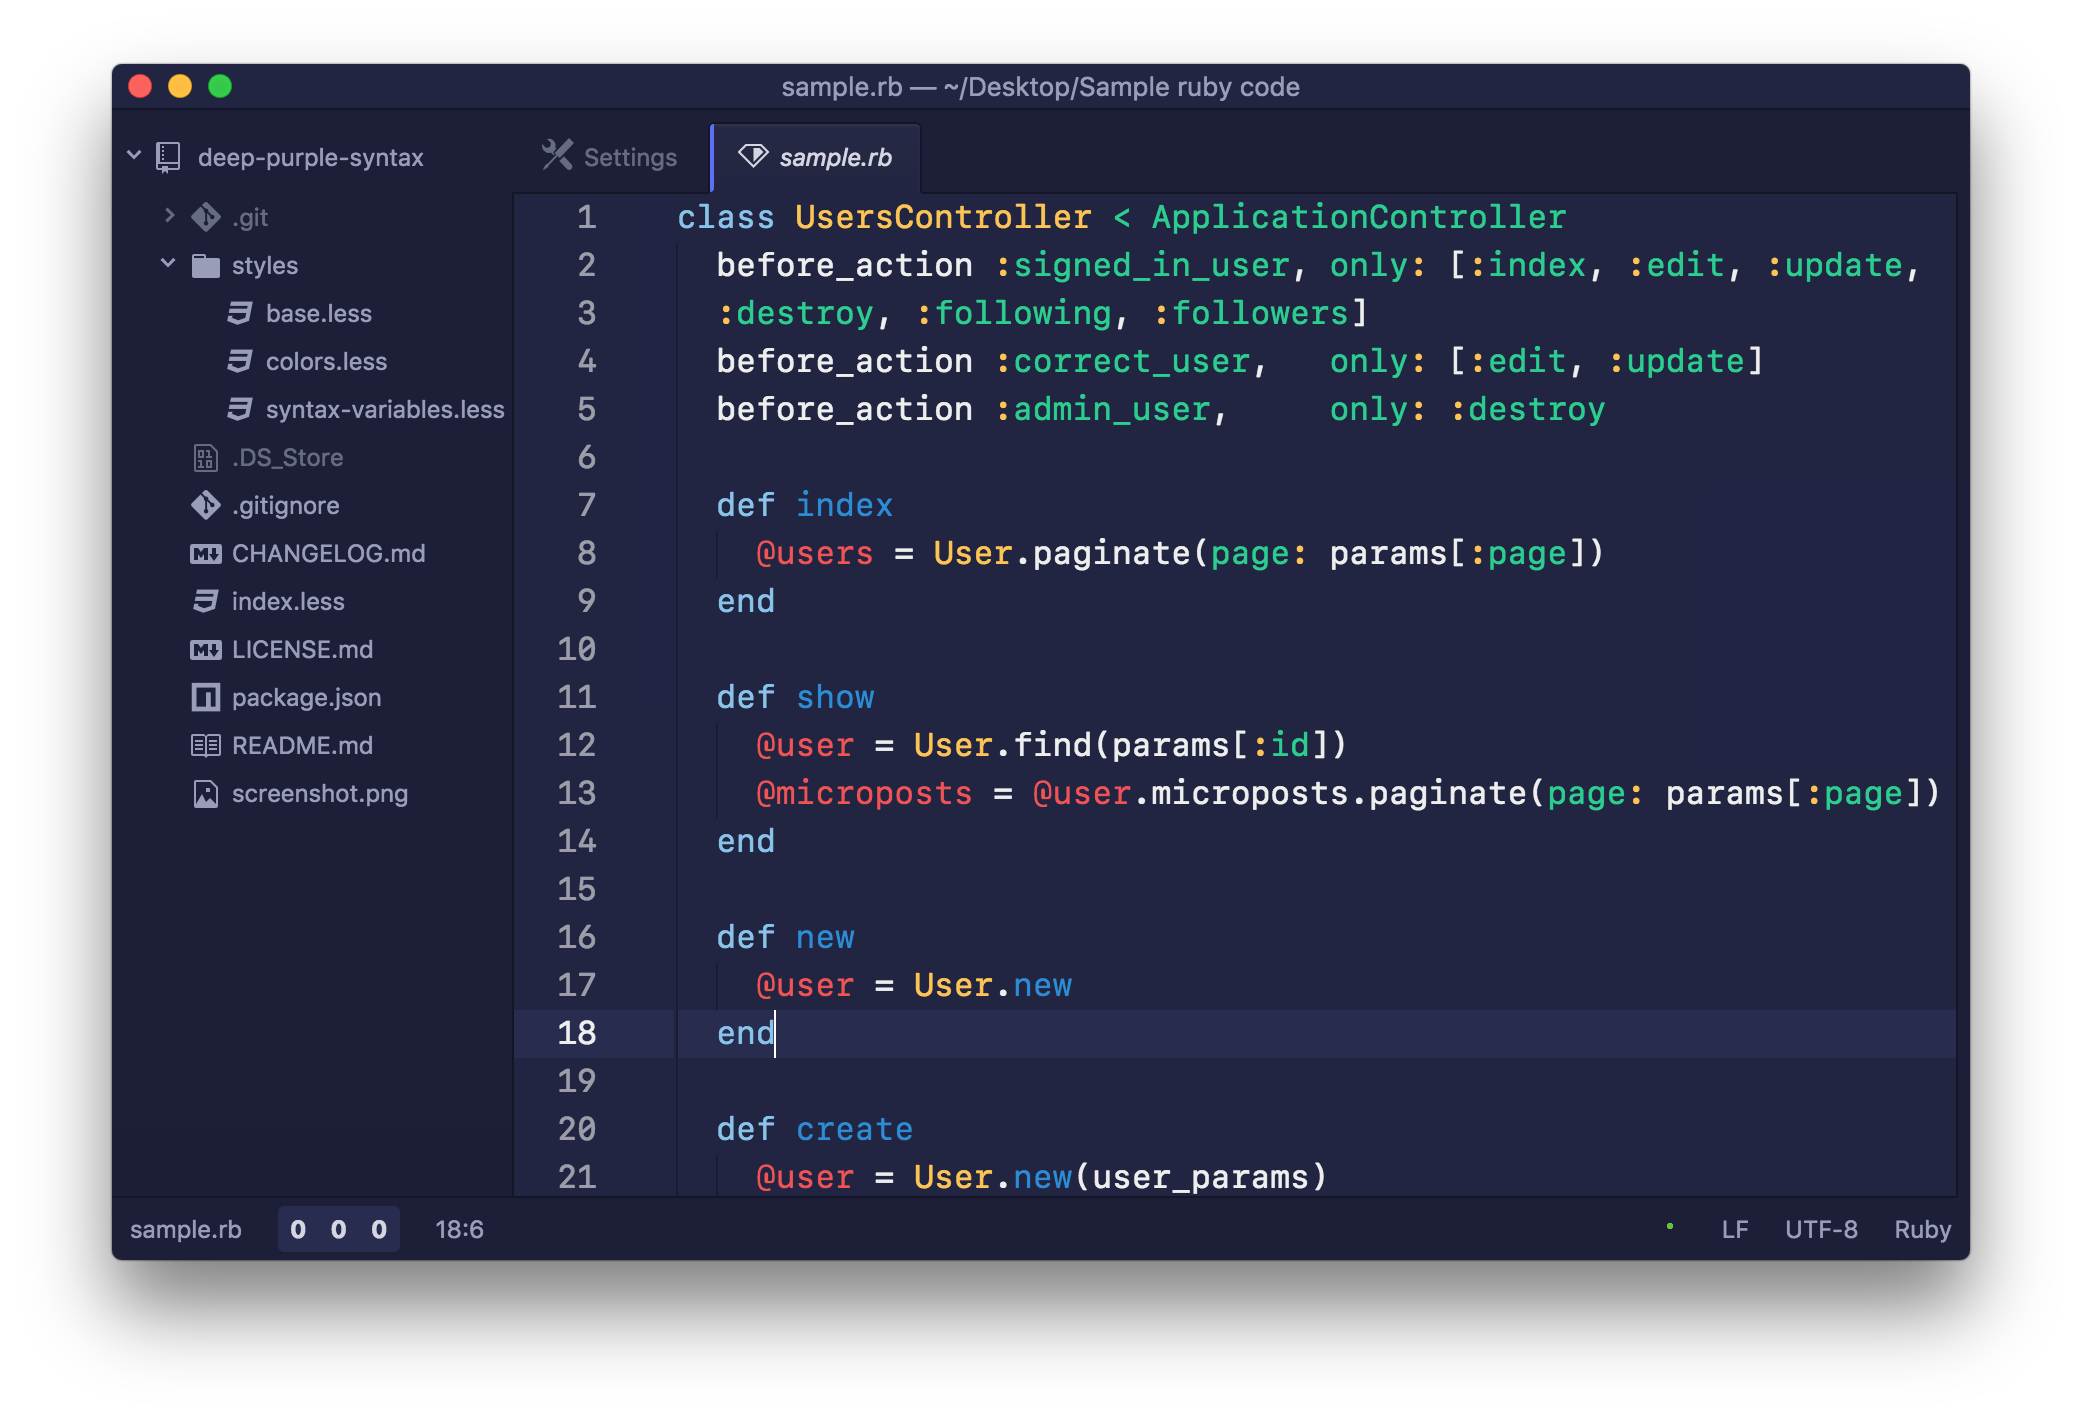 sample.rb — ~/Desktop/Sample ruby code
deep-purple-syntax
.git
styles
base.less
colors.less
syntax-variables.less
.DS_Store
.gitignore
CHANGELOG.md
index.less
LICENSE.md
package.json
README.md
screenshot.png
Settings
sample.rb
1 class UsersController < ApplicationController
2   before_action :signed_in_user, only: [:index, :edit, :update,
3   :destroy, :following, :followers]
4   before_action :correct_user,   only: [:edit, :update]
5   before_action :admin_user,     only: :destroy
6
7   def index
8     @users = User.paginate(page: params[:page])
9   end
10
11   def show
12     @user = User.find(params[:id])
13     @microposts = @user.microposts.paginate(page: params[:page])
14   end
15
16   def new
17     @user = User.new
18   end
19
20   def create
21     @user = User.new(user_params)
sample.rb 0 0 0 18:6 LF UTF-8 Ruby